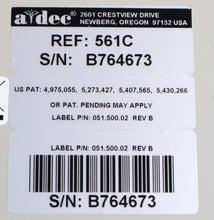 a-dec 2601 CRESTVIEW DRIVE
NEWBERG, OREGON 97132 USA
REF: 561C
S/N: B764673
US PAT: 4,975,055, 5,273,427, 5,407,565, 5,430,266
OR PAT. PENDING MAY APPLY
LABEL P/N: 051.500.02 REV B
LABEL P/N: 051.500.02 REV B
S/N: B764673